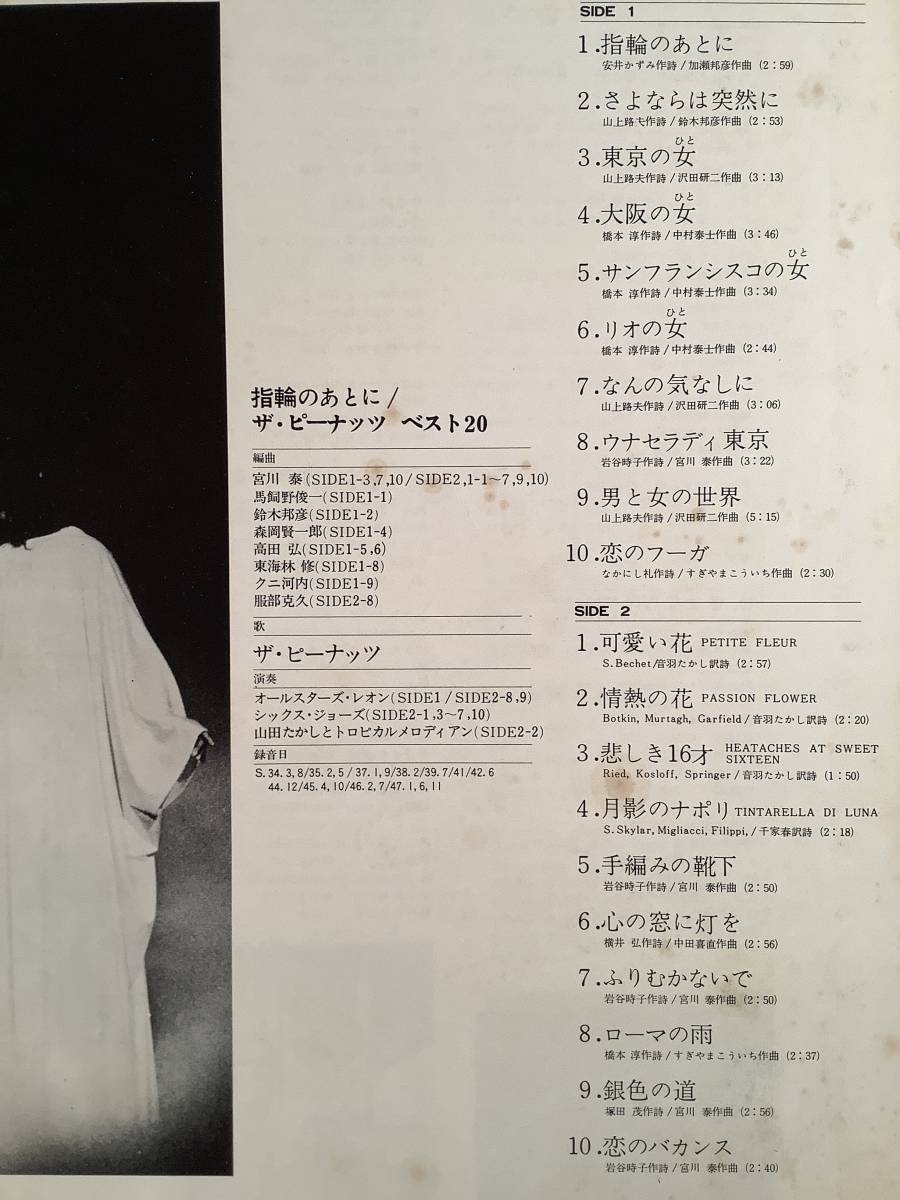 指輪のあとに/
ザ・ピーナッツ ベスト20
編曲
宮川 泰(SIDE1-3,7,10/SIDE2,1-1〜7,9,10)
馬飼野俊一(SIDE1-1)
鈴木邦彦(SIDE1-2)
森岡賢一郎(SIDE1-4)
高田 弘(SIDE1-5,6)
東海林 修(SIDE1-8)
クニ河内(SIDE1-9)
服部克久(SIDE2-8)
歌
ザ・ピーナッツ
演奏
オールスターズ・レオン(SIDE1/SIDE2-8,9)
シックス・ジョーズ(SIDE2-1,3〜7,10)
山田たかしとトロピカルメロディアン(SIDE2-2)
録音日
S.34.3,8/35.2,5/37.1,9/38.2/39.7/41/42.6
44.12/45.4,10/46.2,7/47.1,6,11
SIDE 1
1.指輪のあとに
安井かずみ作詩/加瀬邦彦作曲(2:59)
2.さよならは突然に
山上路夫作詩/鈴木邦彦作曲(2:53)
ひと
3.東京の女
山上路夫作詩/沢田研二作曲(3:13)
ひと
4.大阪の女
橋本 淳作詩/中村泰士作曲(3:46)
ひと
5.サンフランシスコの女
橋本 淳作詩/中村泰士作曲(3:34)
ひと
6.リオの女
橋本 淳作詩/中村泰士作曲(2:44)
7.なんの気なしに
山上路夫作詩/沢田研二作曲(3:06)
8.ウナセラディ東京
岩谷時子作詩/宮川 泰作曲(3:22)
9.男と女の世界
山上路夫作詩/沢田研二作曲(5:15)
10.恋のフーガ
なかにし礼作詩/すぎやまこういち作曲(2:30)
SIDE 2
1.可愛い花 PETITE FLEUR
S.Bechet/音羽たかし訳詩(2:57)
2.情熱の花 PASSION FLOWER
Botkin, Murtagh, Garfield/音羽たかし訳詩(2:20)
3.悲しき16才 HEATACHES AT SWEET SIXTEEN
Ried, Kosloff, Springer/音羽たかし訳詩(1:50)
4.月影のナポリ TINTARELLA DI LUNA
S.Skylar, Migliacci, Filippi,/千家春訳詩(2:18)
5.手編みの靴下
岩谷時子作詩/宮川 泰作曲(2:50)
6.心の窓に灯を
横井 弘作詩/中田喜直作曲(2:56)
7.ふりむかないで
岩谷時子作詩/宮川 泰作曲(2:50)
8.ローマの雨
橋本 淳作詩/すぎやまこういち作曲(2:37)
9.銀色の道
塚田 茂作詩/宮川 泰作曲(2:56)
10.恋のバカンス
岩谷時子作詩/宮川 泰作曲(2:40)